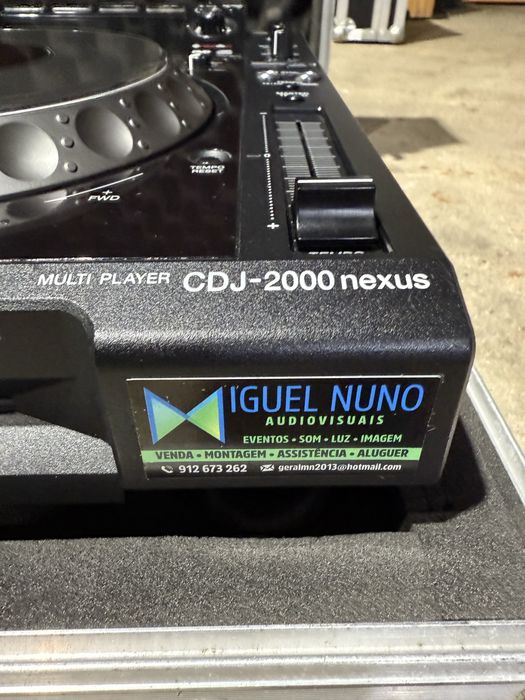 TEMPO
RESET
FWD
MULTI PLAYER CDJ-2000 nexus
MIGUEL NUNO
AUDIOVISUAIS
EVENTOS • SOM • LUZ • IMAGEM
VENDA • MONTAGEM • ASSISTÊNCIA • ALUGUER
912 673 262 geralmn2013@hotmail.com